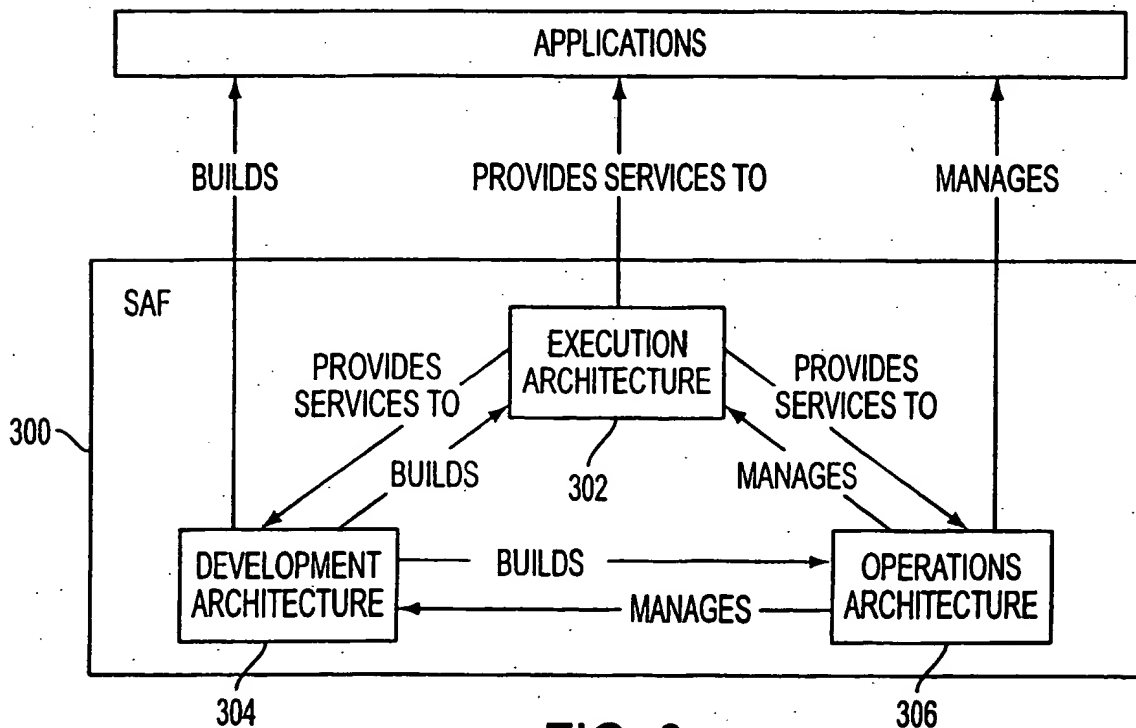 APPLICATIONS
BUILDS
PROVIDES SERVICES TO
MANAGES
SAF
EXECUTION
ARCHITECTURE
PROVIDES
SERVICES TO
PROVIDES
SERVICES TO
300
BUILDS
302
MANAGES
DEVELOPMENT
ARCHITECTURE
BUILDS
MANAGES
OPERATIONS
ARCHITECTURE
304
306